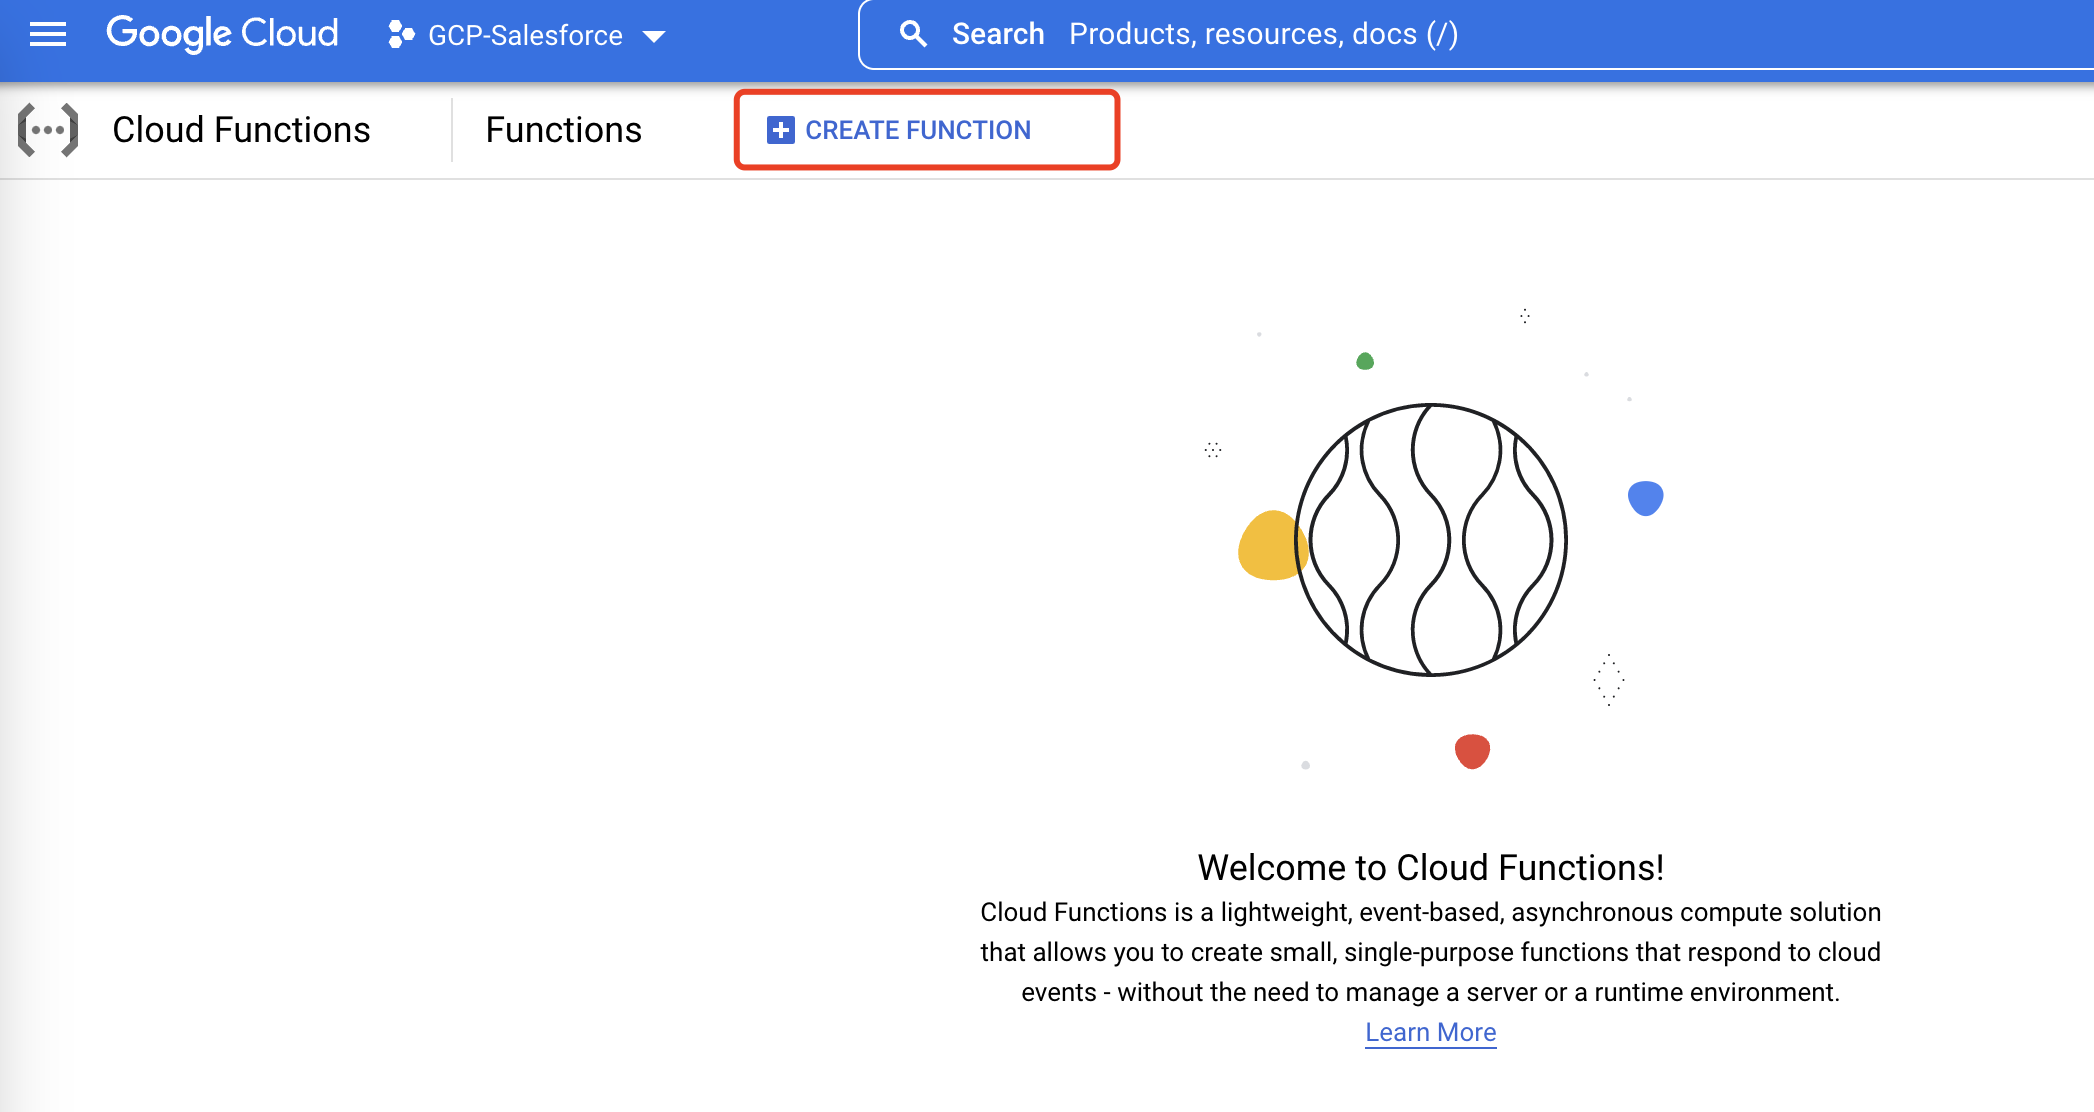 Google Cloud
GCP-Salesforce
Search Products, resources, docs (/)
Cloud Functions
Functions
CREATE FUNCTION
Welcome to Cloud Functions!
Cloud Functions is a lightweight, event-based, asynchronous compute solution
that allows you to create small, single-purpose functions that respond to cloud
events - without the need to manage a server or a runtime environment.
Learn More